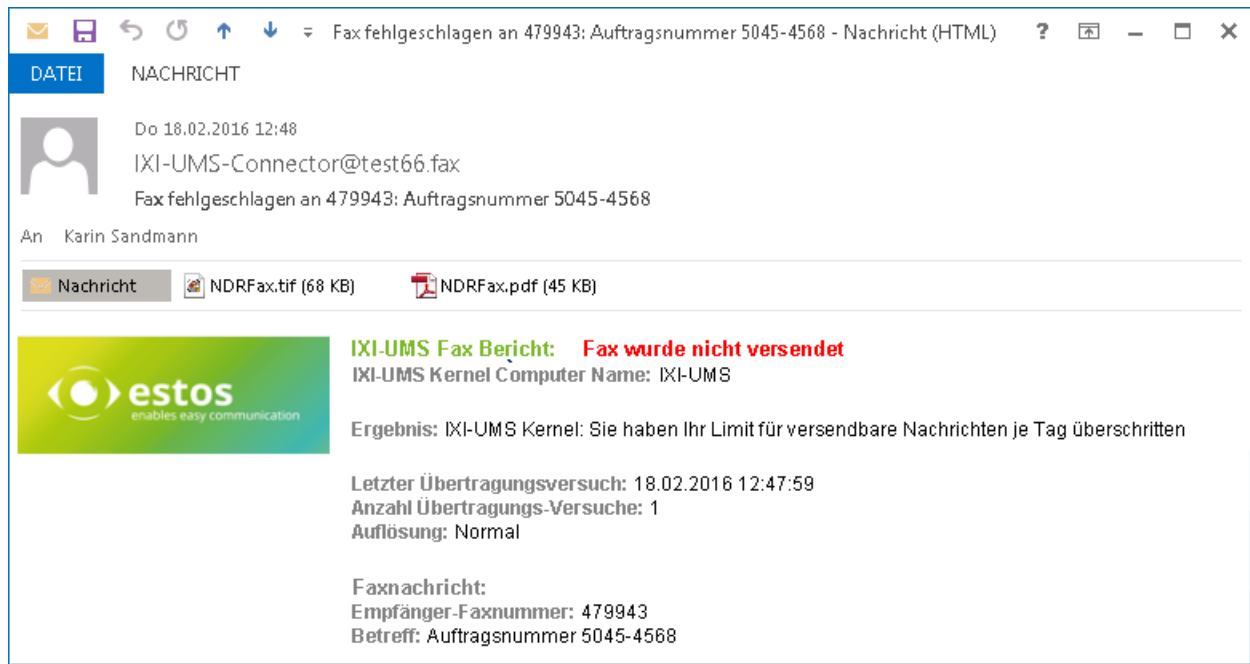 Fax fehlgeschlagen an 479943: Auftragsnummer 5045-4568 - Nachricht (HTML) ?
DATEI NACHRICHT
Do 18.02.2016 12:48
IXI-UMS-Connector@test66.fax
Fax fehlgeschlagen an 479943: Auftragsnummer 5045-4568
An Karin Sandmann
Nachricht NDRFax.tif (68 KB) NDRFax.pdf (45 KB)
estos
enables easy communication
IXI-UMS Fax Bericht: Fax wurde nicht versendet
IXI-UMS Kernel Computer Name: IXI-UMS
Ergebnis: IXI-UMS Kernel: Sie haben Ihr Limit für versendbare Nachrichten je Tag überschritten
Letzter Übertragungsversuch: 18.02.2016 12:47:59
Anzahl Übertragungs-Versuche: 1
Auflösung: Normal
Faxnachricht:
Empfänger-Faxnummer: 479943
Betreff: Auftragsnummer 5045-4568